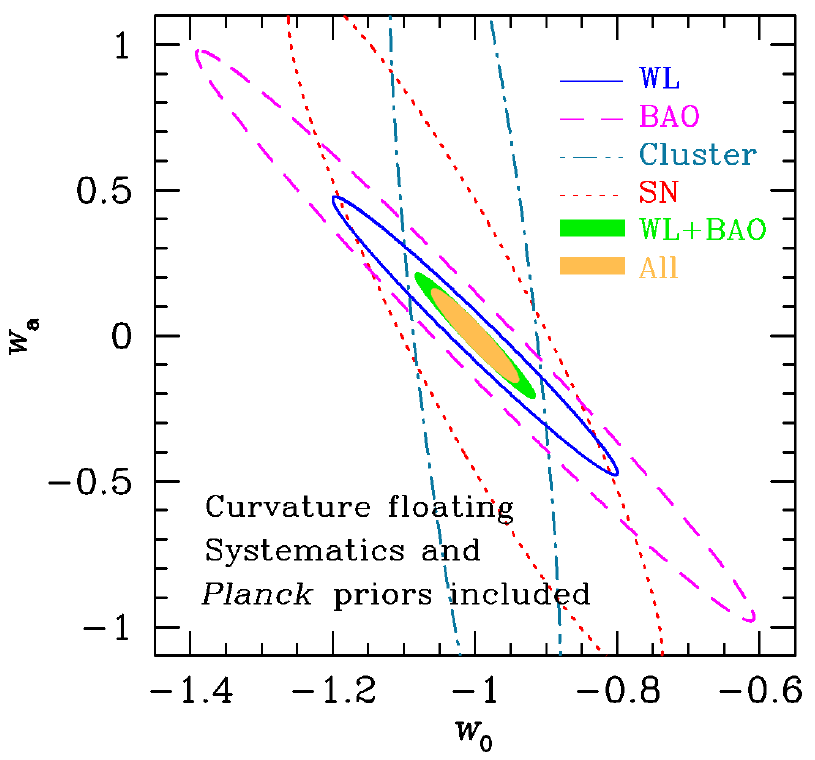 1
0.5
0
−0.5
−1
w_a
WL
BAO
Cluster
SN
WL+BAO
All
Curvature floating
Systematics and
Planck priors included
−1.4 −1.2 −1 −0.8 −0.6
w_0